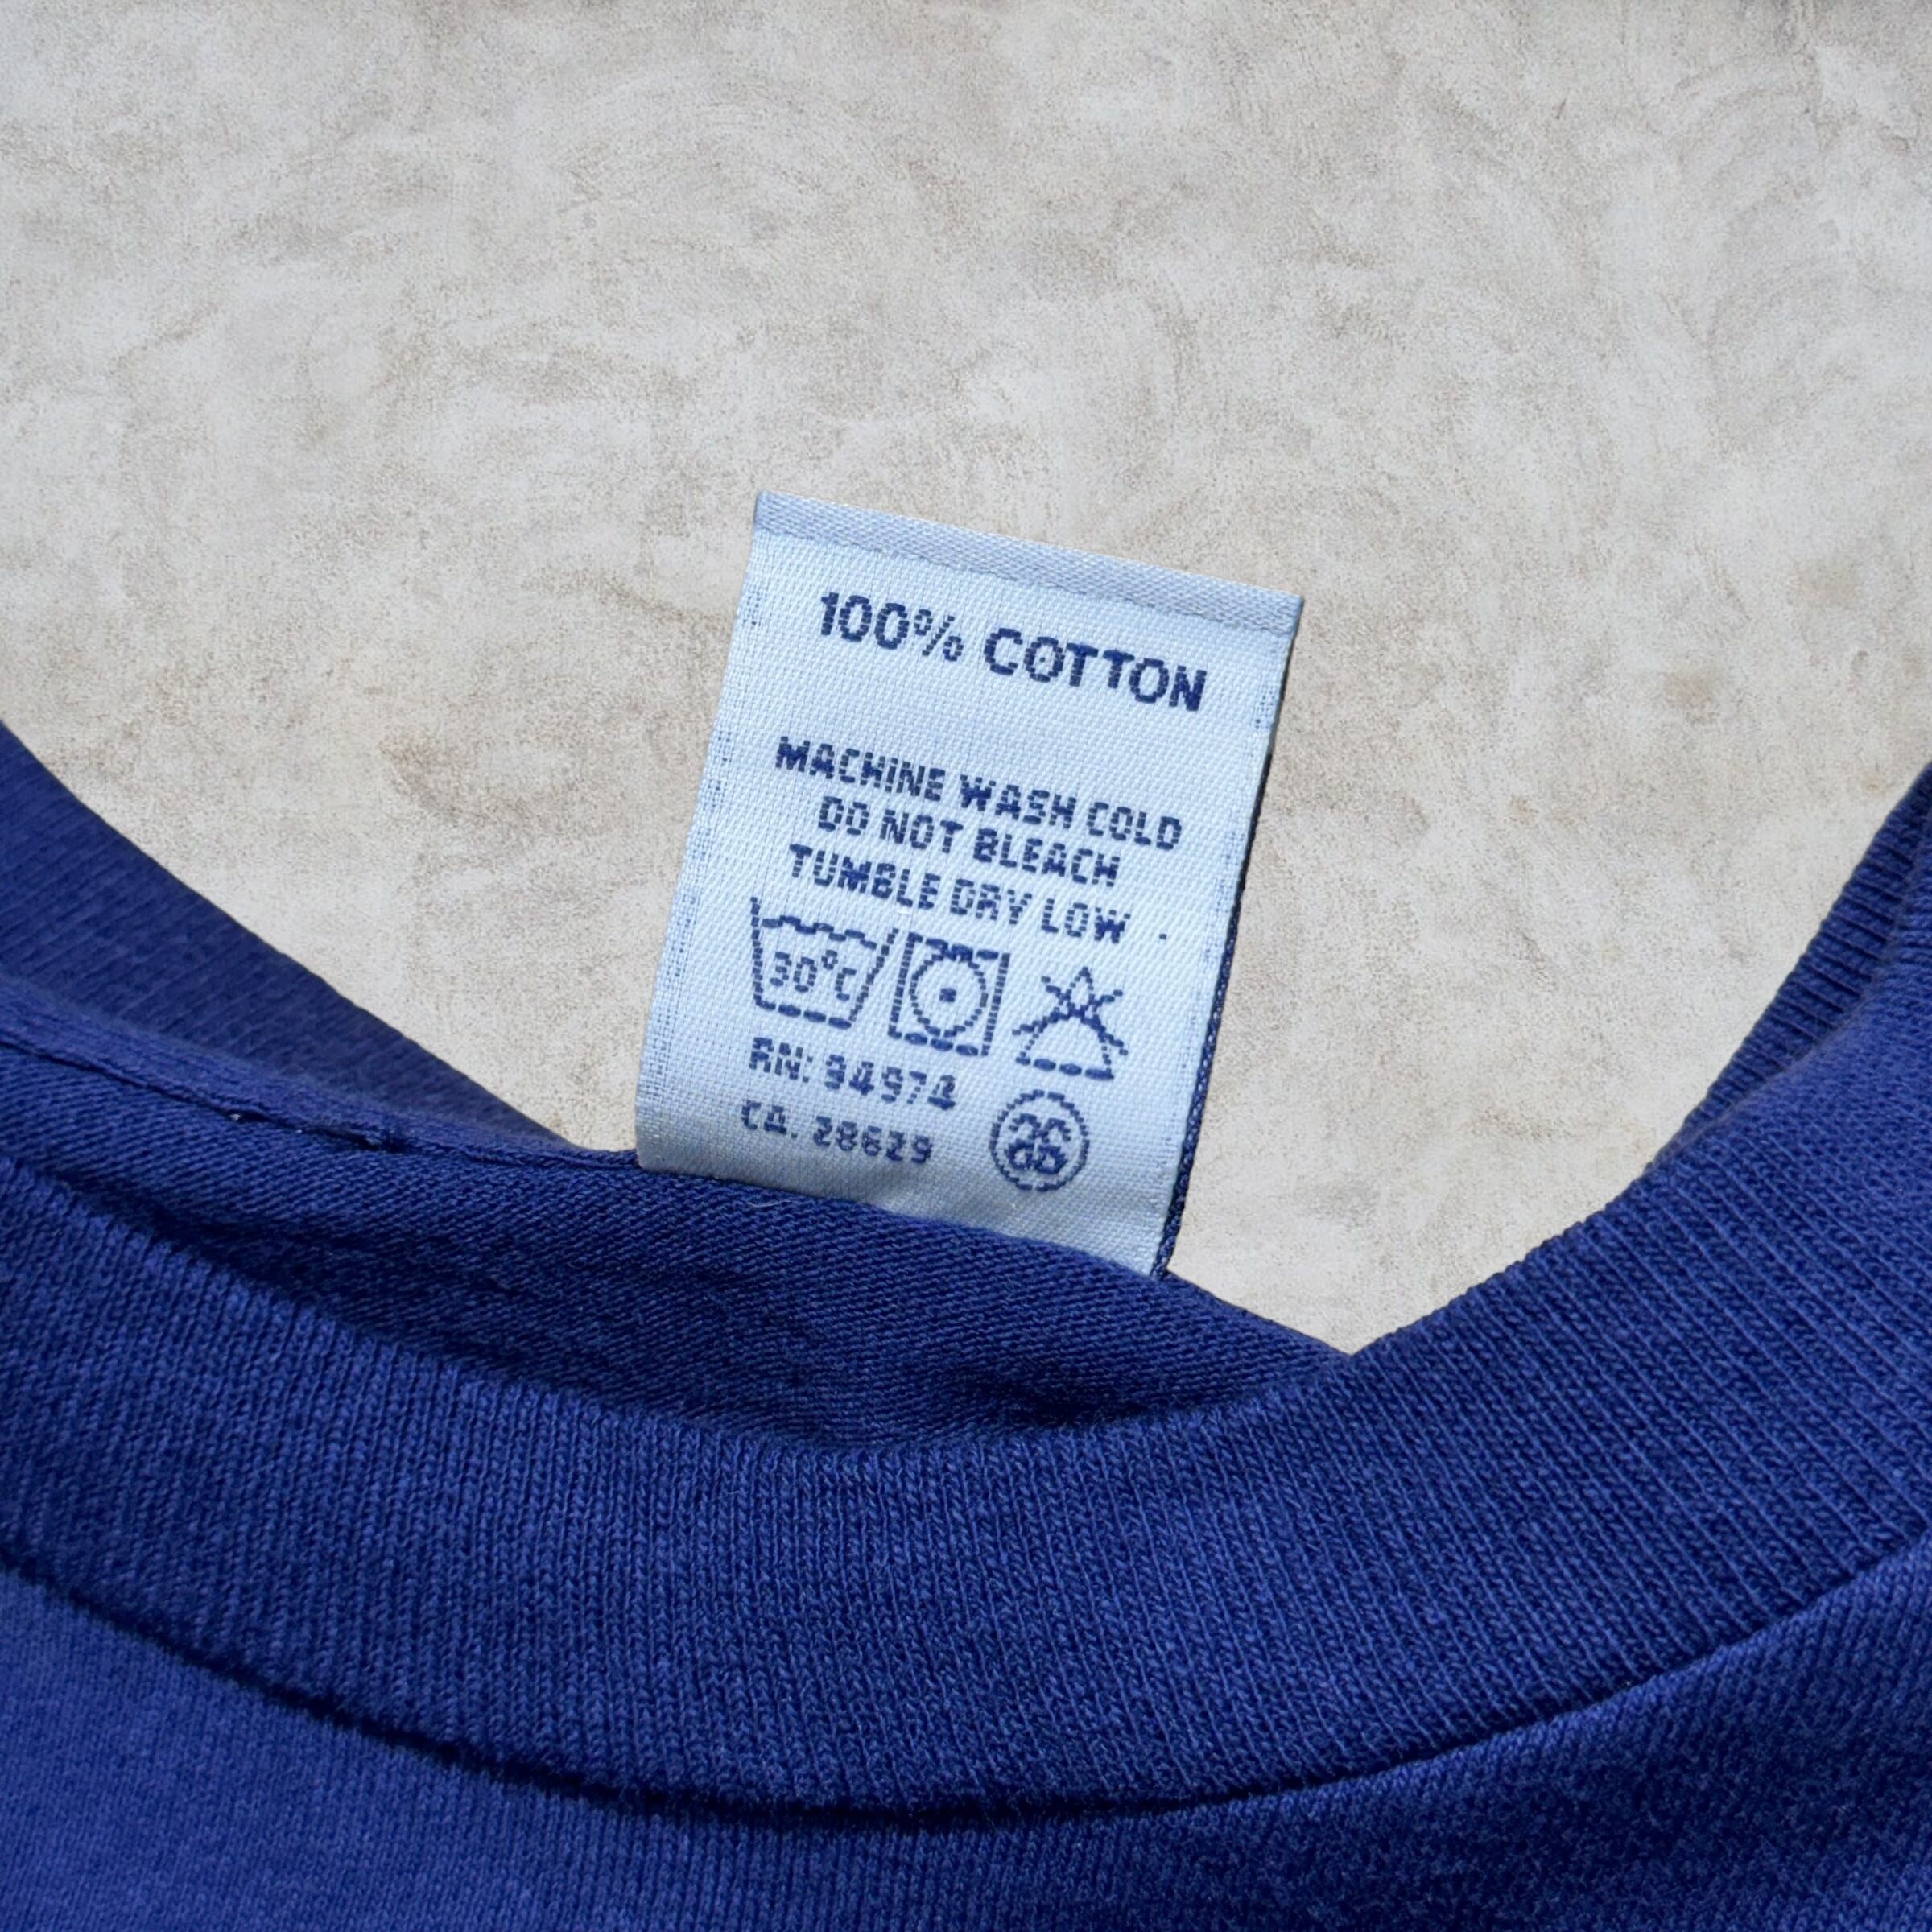 100% COTTON
MACHINE WASH COLD
DO NOT BLEACH
TUMBLE DRY LOW
30°C
RN: 94974
CA. 28629